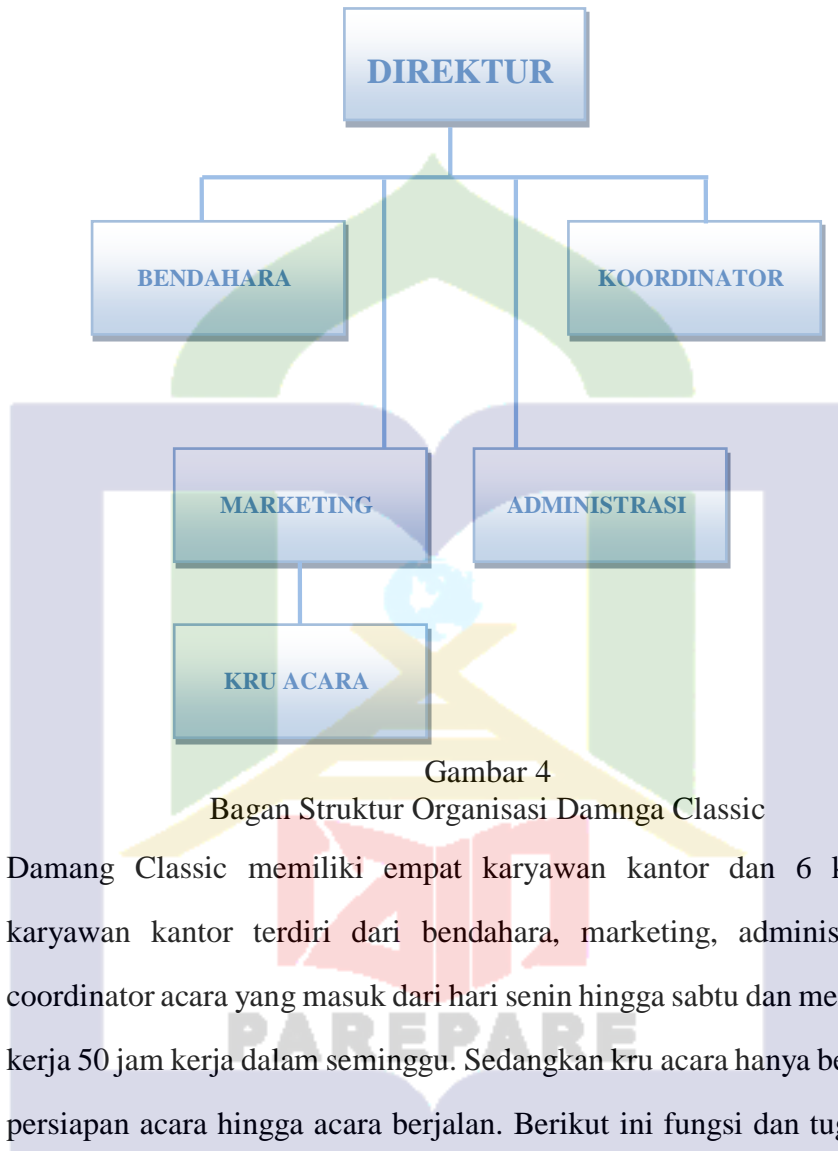 DIREKTUR
BENDAHARA
KOORDINATOR
MARKETING
ADMINISTRASI
KRU ACARA
Gambar 4
Bagan Struktur Organisasi Damnga Classic
Damang Classic memiliki empat karyawan kantor dan 6
karyawan kantor terdiri dari bendahara, marketing,
coordinator acara yang masuk dari hari senin hingga sabtu dan
kerja 50 jam kerja dalam seminggu. Sedangkan kru acara hanya
PAREPARE
persiapan acara hingga acara berjalan. Berikut ini fungsi dan